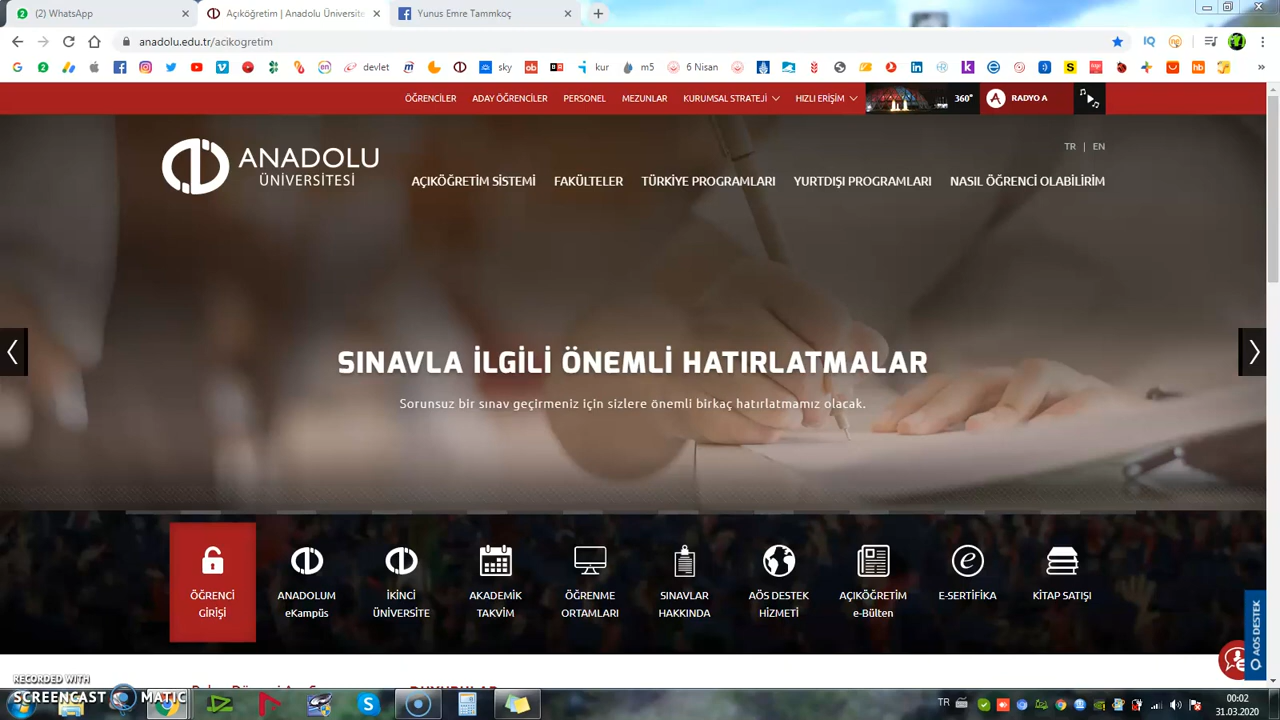 (2) WhatsApp
Açıköğretim | Anadolu Üniversite
Yunus Emre Tammkoç
anadolu.edu.tr/acikogretim
devlet
sky
kur
m5
6 Nisan
ÖĞRENCİLER
ADAY ÖĞRENCİLER
PERSONEL
MEZUNLAR
KURUMSAL STRATEJİ
HIZLI ERİŞİM
360°
RADYO A
TR | EN
ANADOLU
ÜNİVERSİTESİ
AÇIKÖĞRETİM SİSTEMİ
FAKÜLTELER
TÜRKİYE PROGRAMLARI
YURTDIŞI PROGRAMLARI
NASIL ÖĞRENCİ OLABİLİRİM
SINAVLA İLGİLİ ÖNEMLİ HATIRLATMALAR
Sorunsuz bir sınav geçirmeniz için sizlere önemli birkaç hatırlatmamız olacak.
ÖĞRENCİ
GİRİŞİ
ANADOLUM
eKampüs
İKİNCİ
ÜNİVERSİTE
AKADEMİK
TAKVİM
ÖĞRENME
ORTAMLARI
SINAVLAR
HAKKINDA
AÖS DESTEK
HİZMETİ
AÇIKÖĞRETİM
e-Bülten
E-SERTİFİKA
KİTAP SATIŞI
AÖS DESTEK
RECORDED WITH
SCREENCAST MATIC
TR
00:02
31.03.2020